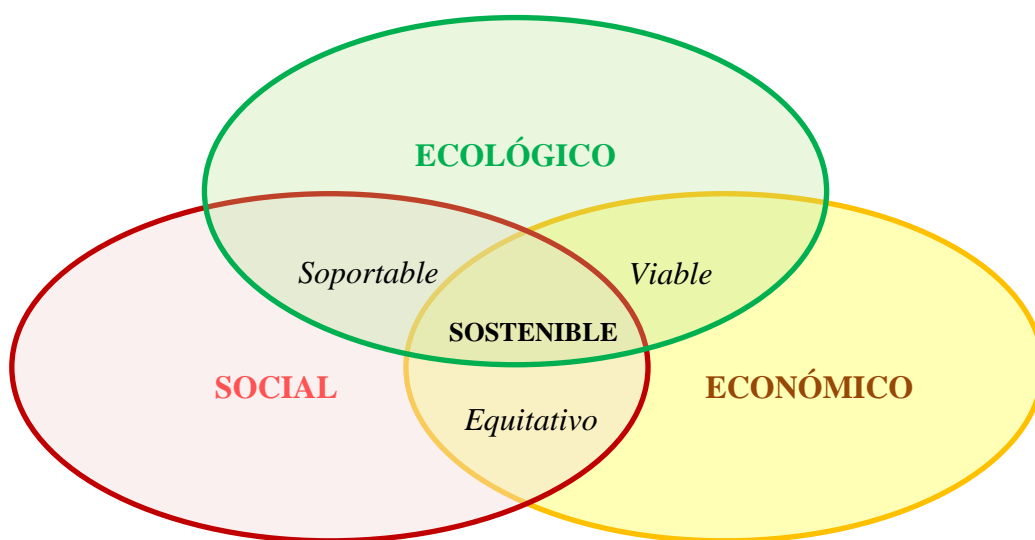 ECOLÓGICO
Soportable
Viable
SOSTENIBLE
SOCIAL
ECONÓMICO
Equitativo